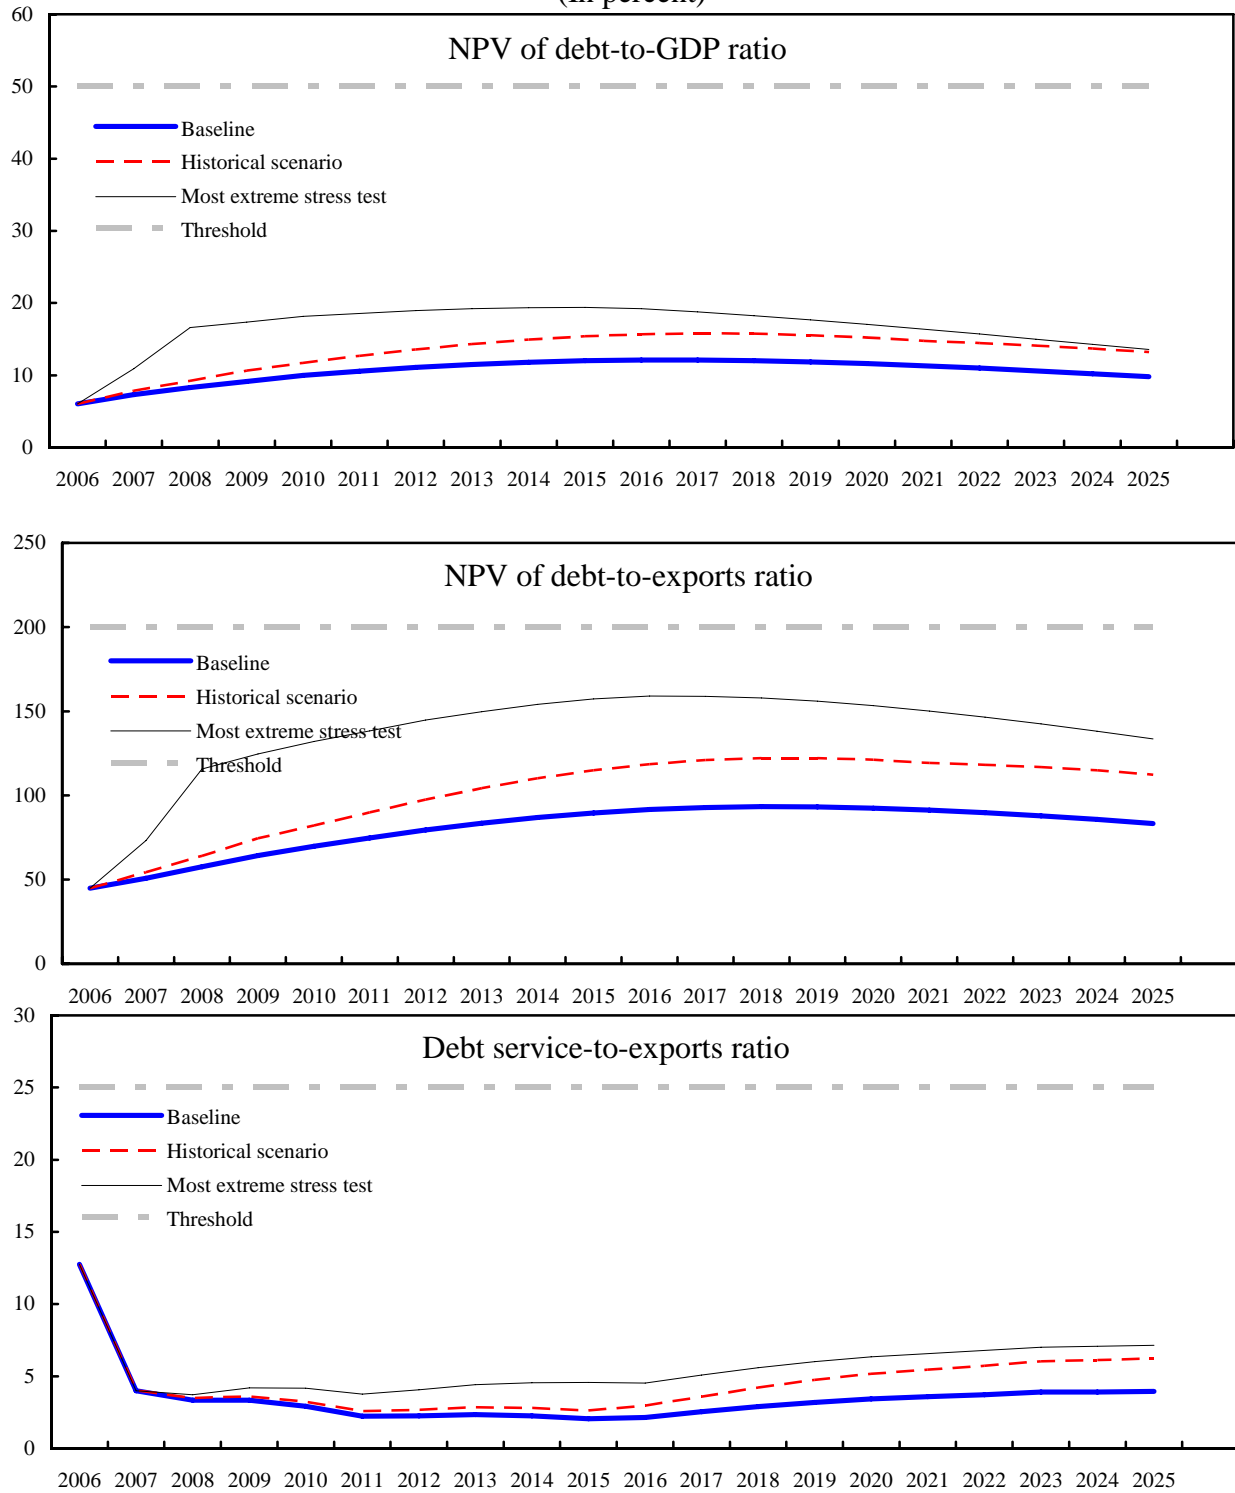 (In percent)
60
NPV of debt-to-GDP ratio
50
Baseline
40
Historical scenario
Most extreme stress test
30
Threshold
20
10
0
2006 2007 2008 2009 2010 2011 2012 2013 2014 2015 2016 2017 2018 2019 2020 2021 2022 2023 2024 2025
250
NPV of debt-to-exports ratio
200
Baseline
Historical scenario
150
Most extreme stress test
Threshold
100
50
0
2006 2007 2008 2009 2010 2011 2012 2013 2014 2015 2016 2017 2018 2019 2020 2021 2022 2023 2024 2025
30
Debt service-to-exports ratio
25
Baseline
Historical scenario
20
Most extreme stress test
Threshold
15
10
5
0
2006 2007 2008 2009 2010 2011 2012 2013 2014 2015 2016 2017 2018 2019 2020 2021 2022 2023 2024 2025